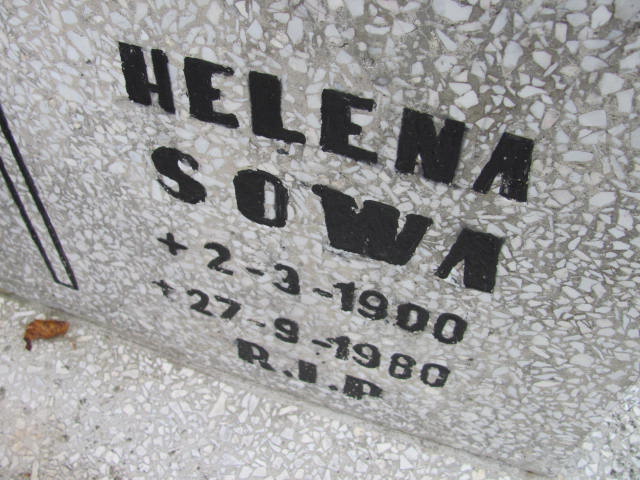 HELENA
SOWA
+ 2-3-1900
+ 27-9-1980
R.I.P